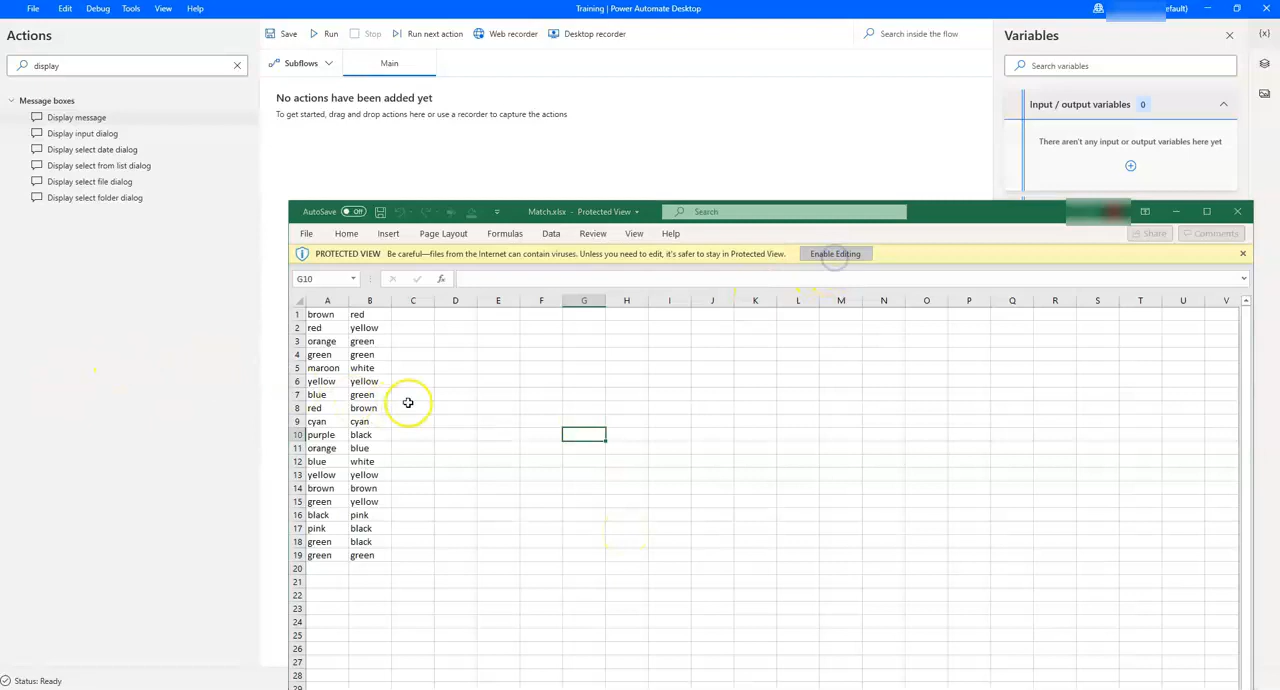 File Edit Debug Tools View Help Training | Power Automate Desktop efault)
Actions
Save Run Stop Run next action Web recorder Desktop recorder Search inside the flow
Variables {x}
display
Subflows Main
Search variables
Message boxes
Display message
Display input dialog
Display select date dialog
Display select from list dialog
Display select file dialog
Display select folder dialog
No actions have been added yet
To get started, drag and drop actions here or use a recorder to capture the actions
Input / output variables 0
There aren't any input or output variables here yet
AutoSave Off Match.xlsx - Protected View Search
File Home Insert Page Layout Formulas Data Review View Help Share Comments
PROTECTED VIEW Be careful—files from the Internet can contain viruses. Unless you need to edit, it's safer to stay in Protected View. Enable Editing
G10 fx
A B C D E F G H I J K L M N O P Q R S T U V
1 brown red
2 red yellow
3 orange green
4 green green
5 maroon white
6 yellow yellow
7 blue green
8 red brown
9 cyan cyan
10 purple black
11 orange blue
12 blue white
13 yellow yellow
14 brown brown
15 green yellow
16 black pink
17 pink black
18 green black
19 green green
20
21
22
23
24
25
26
27
28
29
Status: Ready